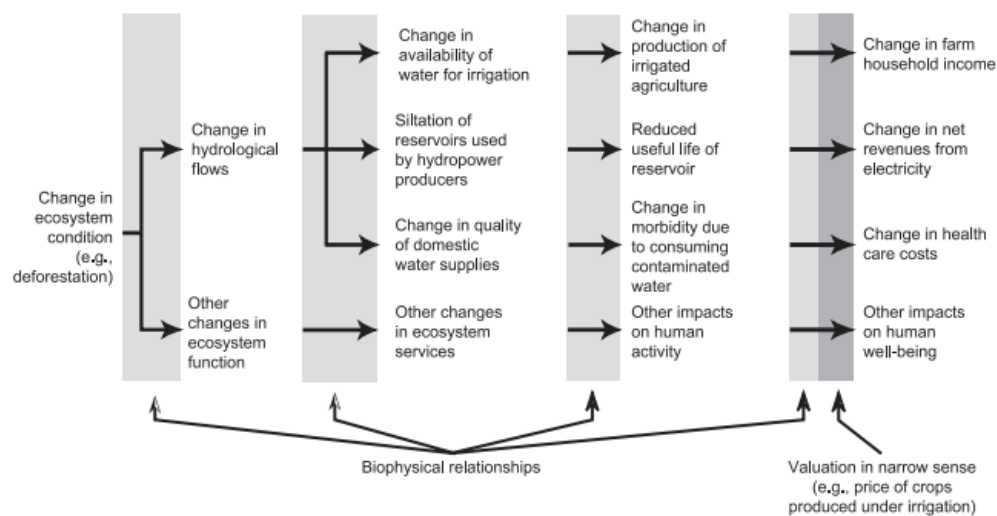 Change in
ecosystem
condition
(e.g.,
deforestation)
Change in
hydrological
flows
Other
changes in
ecosystem
function
Change in
availability of
water for irrigation
Siltation of
reservoirs used
by hydropower
producers
Change in quality
of domestic
water supplies
Other changes
in ecosystem
services
Change in
production of
irrigated
agriculture
Reduced
useful life of
reservoir
Change in
morbidity due
to consuming
contaminated
water
Other impacts
on human
activity
Change in farm
household income
Change in net
revenues from
electricity
Change in health
care costs
Other impacts
on human
well-being
Biophysical relationships
Valuation in narrow sense
(e.g., price of crops
produced under irrigation)